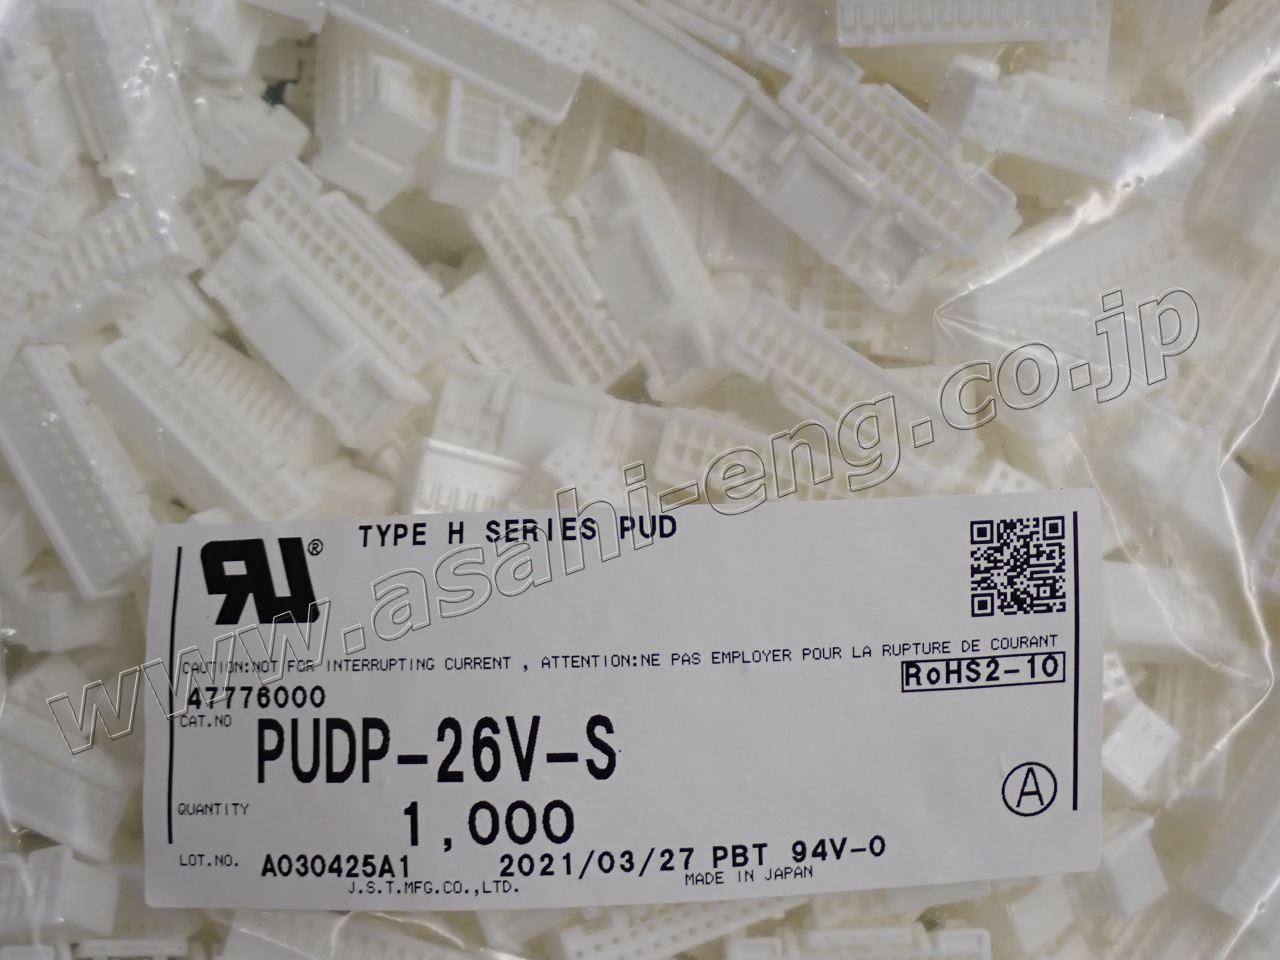 TYPE H SERIES PUD
®
CAUTION:NOT FOR INTERRUPTING CURRENT , ATTENTION:NE PAS EMPLOYER POUR LA RUPTURE DE COURANT
47776000
RoHS2-10
CAT.NO
PUDP-26V-S
QUANTITY
1,000
A
LOT.NO. A030425A1 2021/03/27 PBT 94V-0
J.S.T.MFG.CO.,LTD. MADE IN JAPAN
www.asahi-eng.co.jp